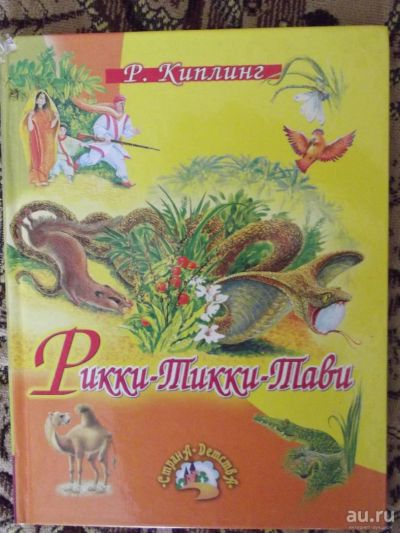 Р. Киплинг
Рикки-Тикки-Тави
Страна Детства
au.ru